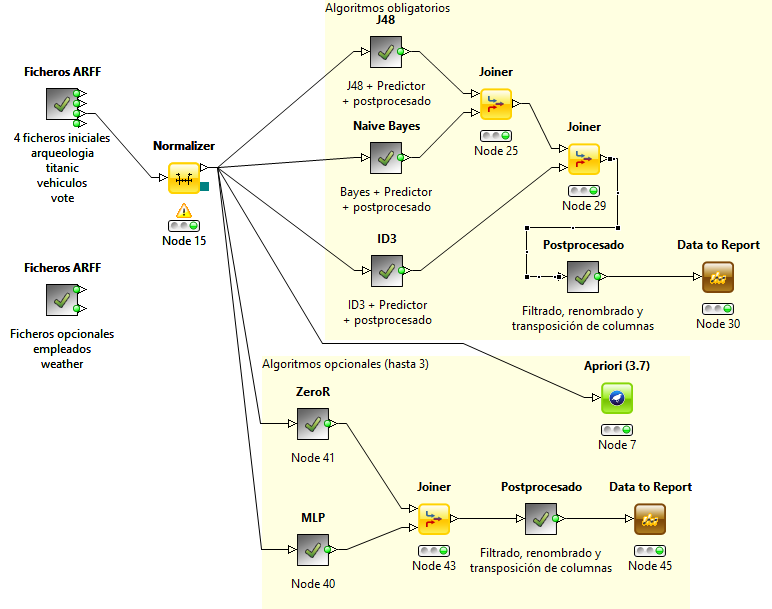 Algoritmos obligatorios
J48
J48 + Predictor
+ postprocesado
Ficheros ARFF
4 ficheros iniciales
arqueologia
titanic
vehiculos
vote
Normalizer
Node 15
Naive Bayes
Bayes + Predictor
+ postprocesado
Joiner
Node 25
Joiner
Node 29
ID3
ID3 + Predictor
+ postprocesado
Postprocesado
Filtrado, renombrado y
transposición de columnas
Data to Report
Node 30
Ficheros ARFF
Ficheros opcionales
empleados
weather
Algoritmos opcionales (hasta 3)
Apriori (3.7)
Node 7
ZeroR
Node 41
MLP
Node 40
Joiner
Node 43
Postprocesado
Filtrado, renombrado y
transposición de columnas
Data to Report
Node 45